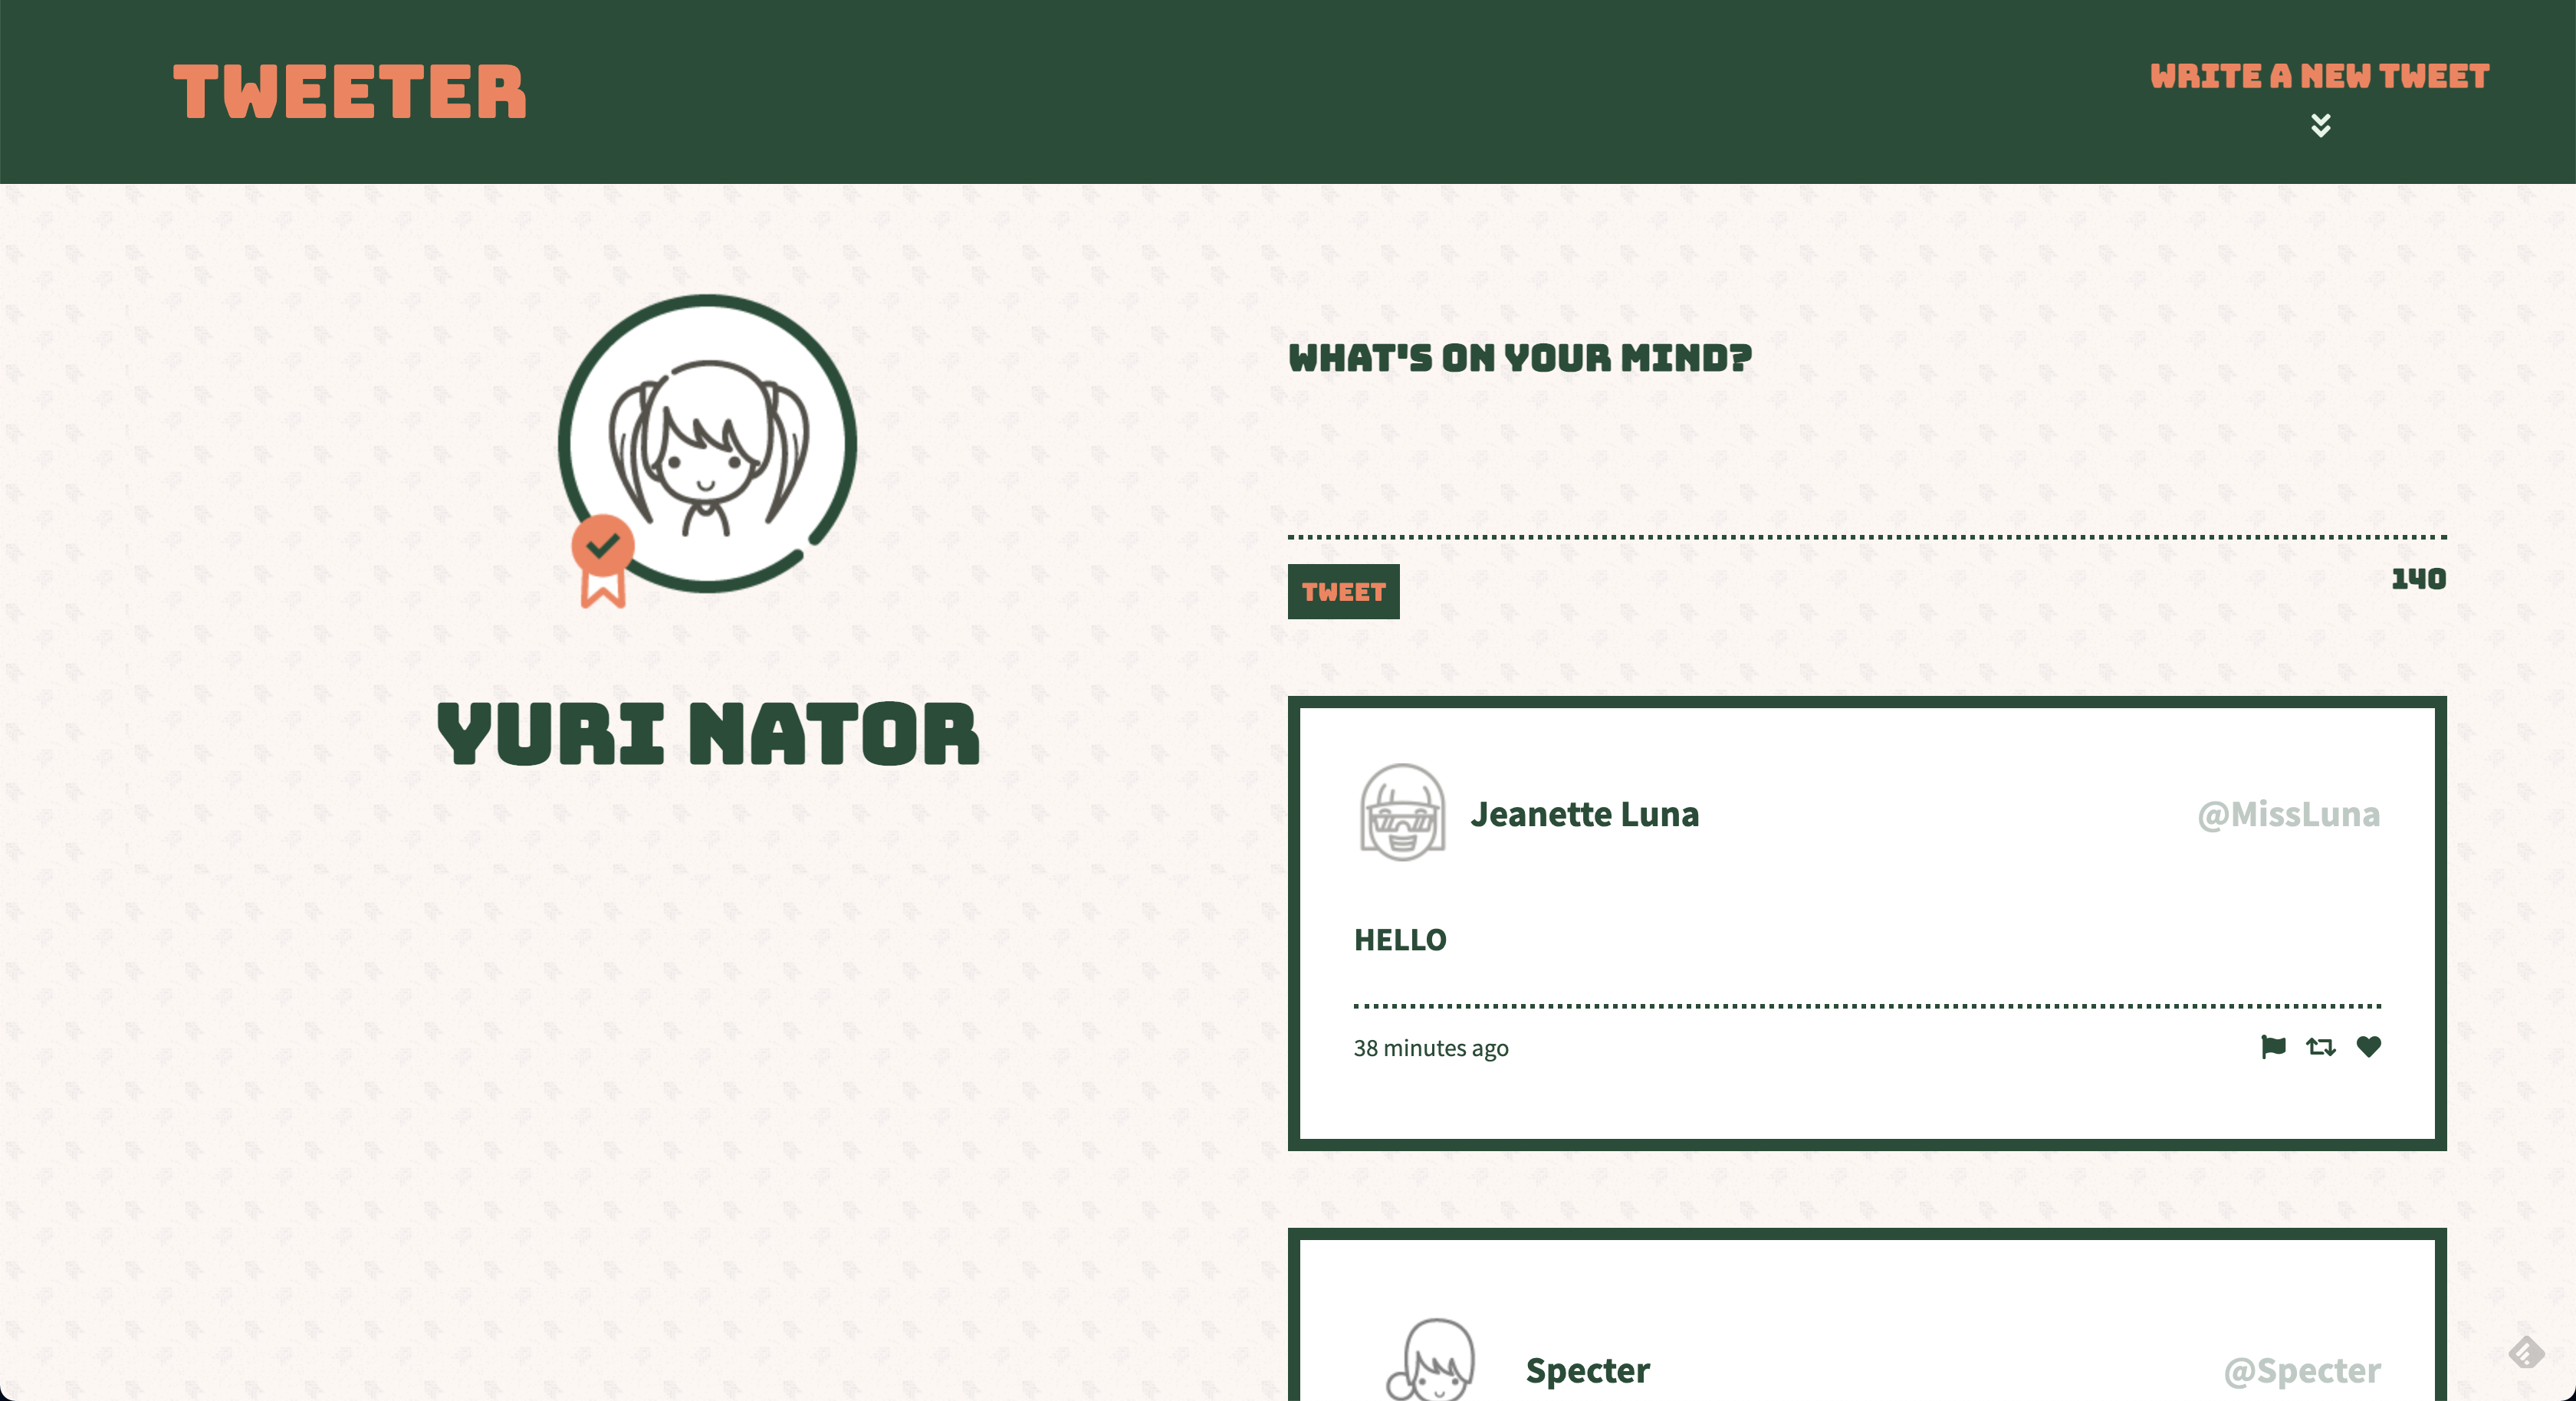 TWEETER
WRITE A NEW TWEET
YURI NATOR
WHAT'S ON YOUR MIND?
TWEET
140
Jeanette Luna
@MissLuna
HELLO
38 minutes ago
Specter
@Specter